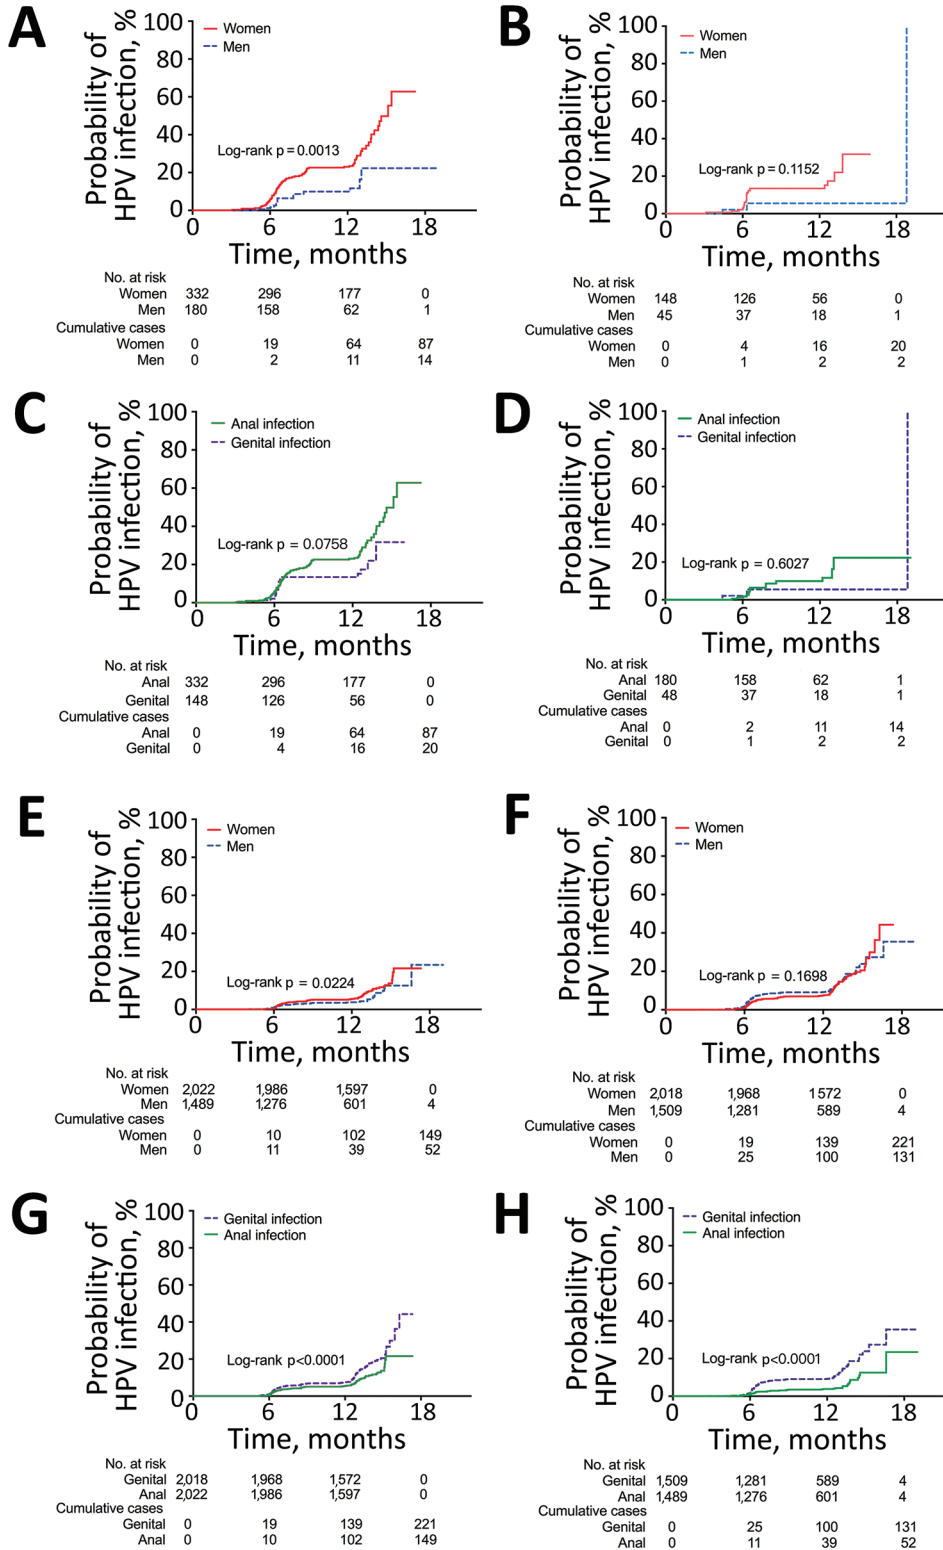 A
Probability of
HPV infection, %
100
80
60
40
20
0
Women
Men
Log-rank p = 0.0013
0 6 12 18
Time, months
No. at risk
Women 332 296 177 0
Men 180 158 62 1
Cumulative cases
Women 0 19 64 87
Men 0 2 11 14
B
Probability of
HPV infection, %
100
80
60
40
20
0
Women
Men
Log-rank p = 0.1152
0 6 12 18
Time, months
No. at risk
Women 148 126 56 0
Men 45 37 18 1
Cumulative cases
Women 0 4 16 20
Men 0 1 2 2
C
Probability of
HPV infection, %
100
80
60
40
20
0
Anal infection
Genital infection
Log-rank p = 0.0758
0 6 12 18
Time, months
No. at risk
Anal 332 296 177 0
Genital 148 126 56 0
Cumulative cases
Anal 0 19 64 87
Genital 0 4 16 20
D
Probability of
HPV infection, %
100
80
60
40
20
0
Anal infection
Genital infection
Log-rank p = 0.6027
0 6 12 18
Time, months
No. at risk
Anal 180 158 62 1
Genital 48 37 18 1
Cumulative cases
Anal 0 2 11 14
Genital 0 1 2 2
E
Probability of
HPV infection, %
100
80
60
40
20
0
Women
Men
Log-rank p = 0.0224
0 6 12 18
Time, months
No. at risk
Women 2,022 1,986 1,597 0
Men 1,489 1,276 601 4
Cumulative cases
Women 0 10 102 149
Men 0 11 39 52
F
Probability of
HPV infection, %
100
80
60
40
20
0
Women
Men
Log-rank p = 0.1698
0 6 12 18
Time, months
No. at risk
Women 2,018 1,968 1572 0
Men 1,509 1,281 589 4
Cumulative cases
Women 0 19 139 221
Men 0 25 100 131
G
Probability of
HPV infection, %
100
80
60
40
20
0
Genital infection
Anal infection
Log-rank p<0.0001
0 6 12 18
Time, months
No. at risk
Genital 2,018 1,968 1,572 0
Anal 2,022 1,986 1,597 0
Cumulative cases
Genital 0 19 139 221
Anal 0 10 102 149
H
Probability of
HPV infection, %
100
80
60
40
20
0
Genital infection
Anal infection
Log-rank p<0.0001
0 6 12 18
Time, months
No. at risk
Genital 1,509 1,281 589 4
Anal 1,489 1,276 601 4
Cumulative cases
Genital 0 25 100 131
Anal 0 11 39 52